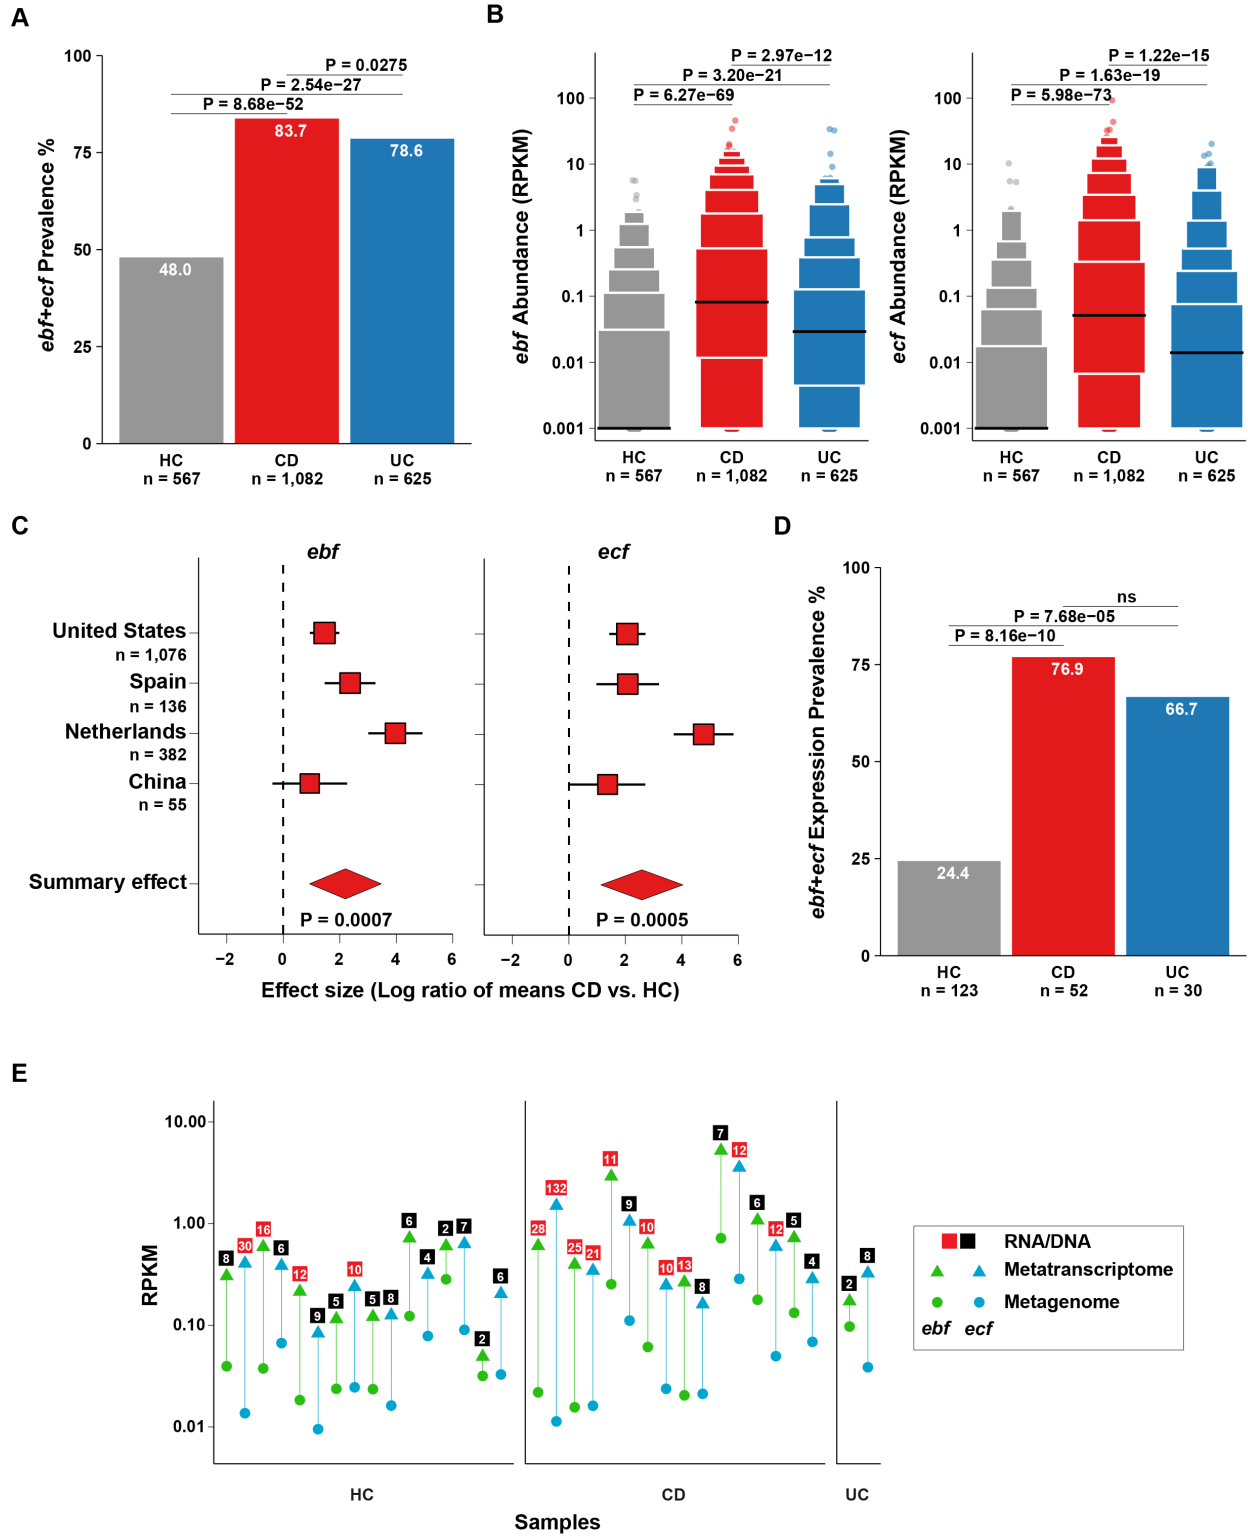 A
100
75
50
25
0
ebf+ecf Prevalence %
P = 0.0275
P = 2.54e−27
P = 8.68e−52
48.0
83.7
78.6
HC
n = 567
CD
n = 1,082
UC
n = 625
B
ebf Abundance (RPKM)
100
10
1
0.1
0.01
0.001
P = 2.97e−12
P = 3.20e−21
P = 6.27e−69
HC
n = 567
CD
n = 1,082
UC
n = 625
ecf Abundance (RPKM)
100
10
1
0.1
0.01
0.001
P = 1.22e−15
P = 1.63e−19
P = 5.98e−73
HC
n = 567
CD
n = 1,082
UC
n = 625
C
ebf
ecf
United States
n = 1,076
Spain
n = 136
Netherlands
n = 382
China
n = 55
Summary effect
P = 0.0007
P = 0.0005
−2 0 2 4 6
−2 0 2 4 6
Effect size (Log ratio of means CD vs. HC)
D
ebf+ecf Expression Prevalence %
100
75
50
25
0
ns
P = 7.68e−05
P = 8.16e−10
24.4
76.9
66.7
HC
n = 123
CD
n = 52
UC
n = 30
E
RPKM
10.00
1.00
0.10
0.01
8 30 16 6 12 9 5 10 5 8 6 4 2 7 2 6
28 132 25 21 11 9 10 10 13 8 7 12 6 12 5 4
2 8
HC
CD
UC
Samples
RNA/DNA
Metatranscriptome
Metagenome
ebf ecf